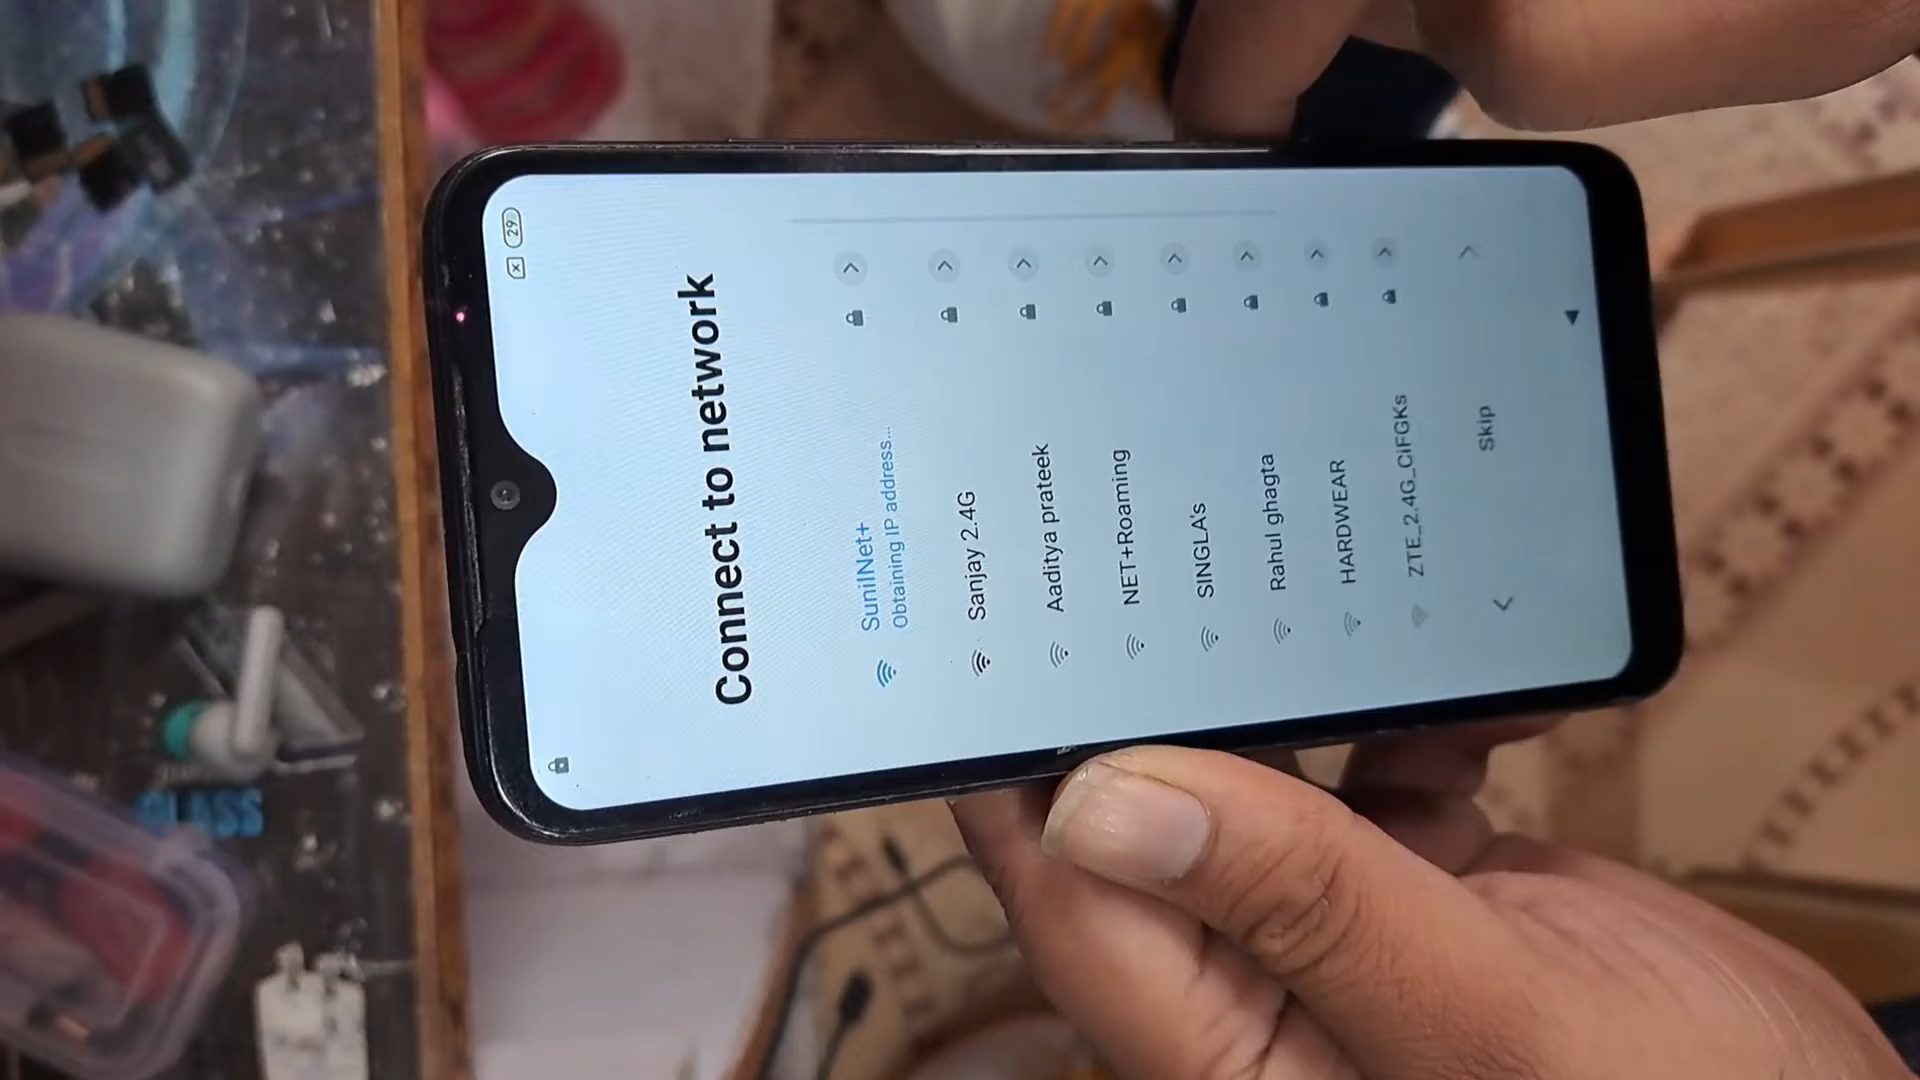 29
Connect to network
SunilNet+
Obtaining IP address...
Sanjay 2.4G
Aaditya prateek
NET+Roaming
SINGLA's
Rahul ghagta
HARDWEAR
ZTE_2.4G_CiFGKs
Skip
GLASS